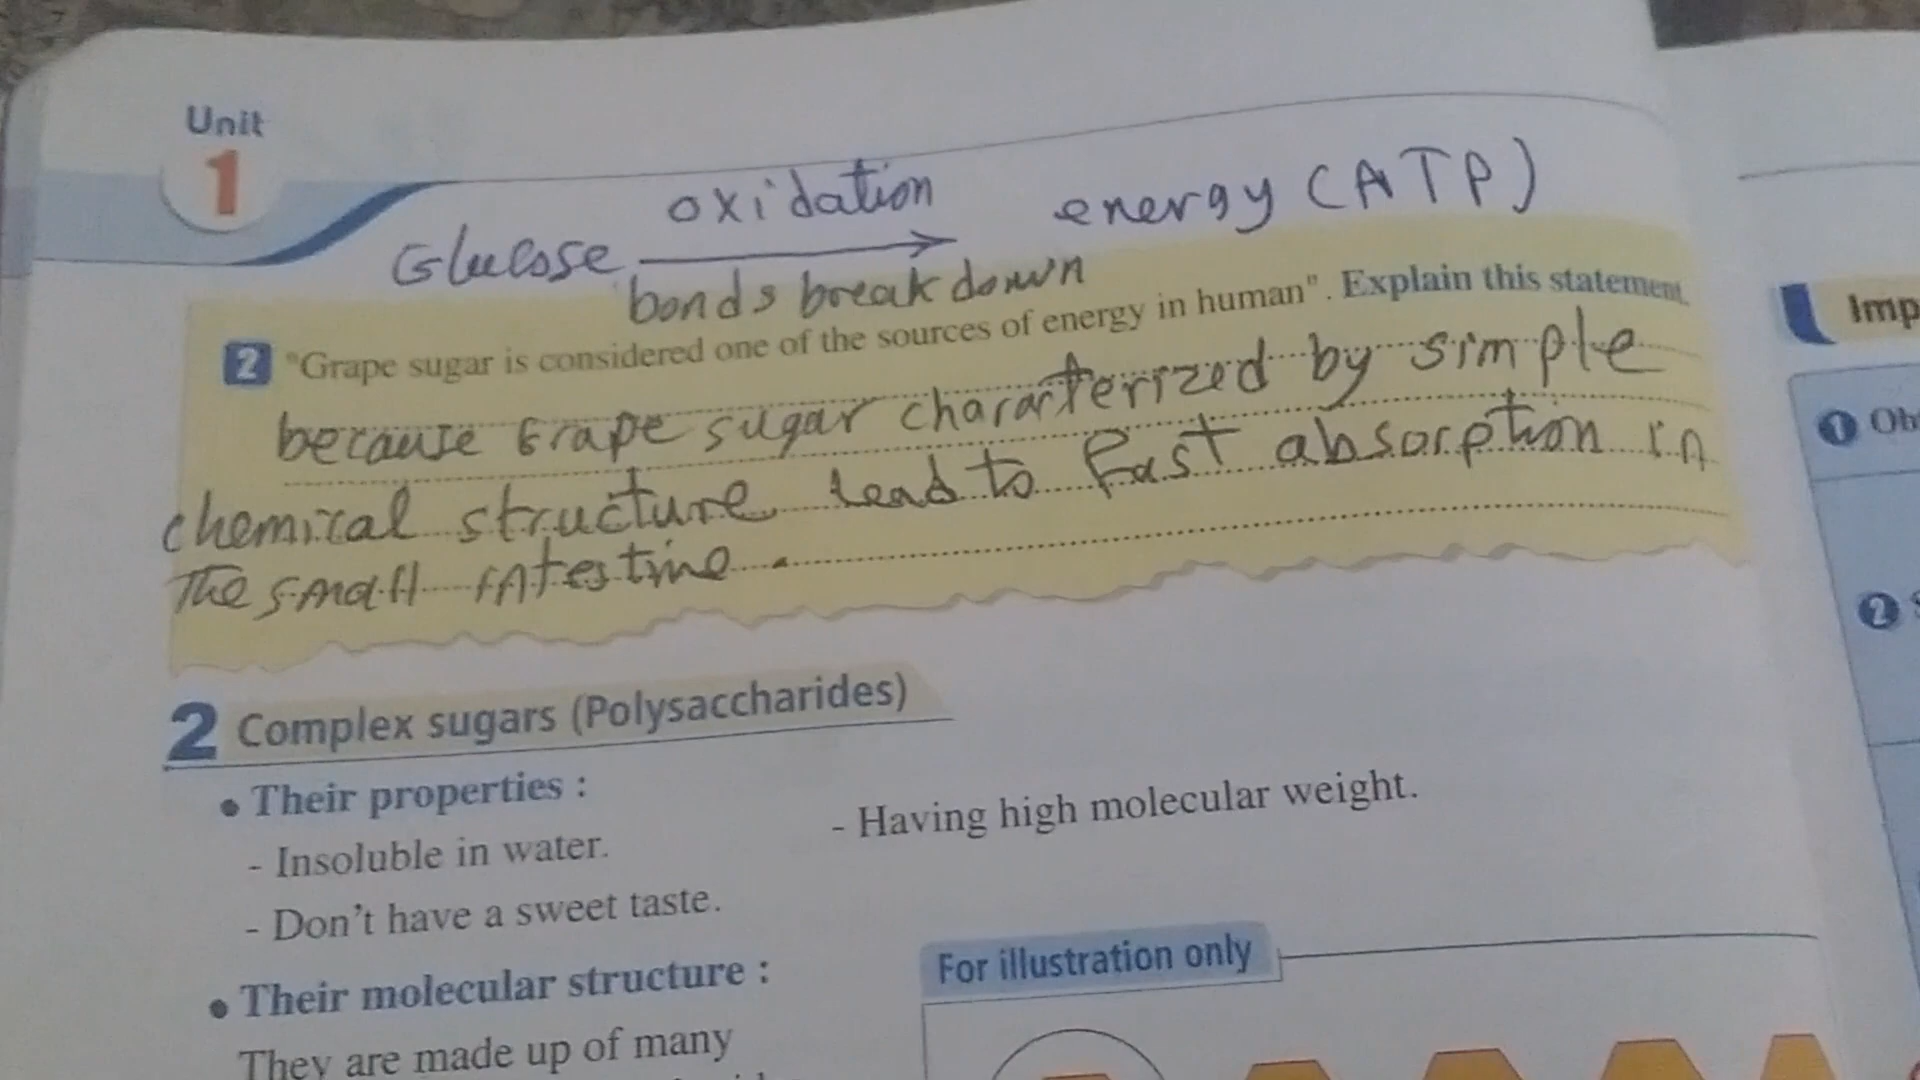 Unit
1
oxidation
Glucose energy (ATP)
bonds break down
2 "Grape sugar is considered one of the sources of energy in human". Explain this statement.
because Grape sugar characterized by simple
chemical structure lead to Fast absorption in
The small intestine.
2 Complex sugars (Polysaccharides)
• Their properties :
- Insoluble in water.
- Having high molecular weight.
- Don't have a sweet taste.
• Their molecular structure :
They are made up of many
For illustration only
Imp
1 Ob
2